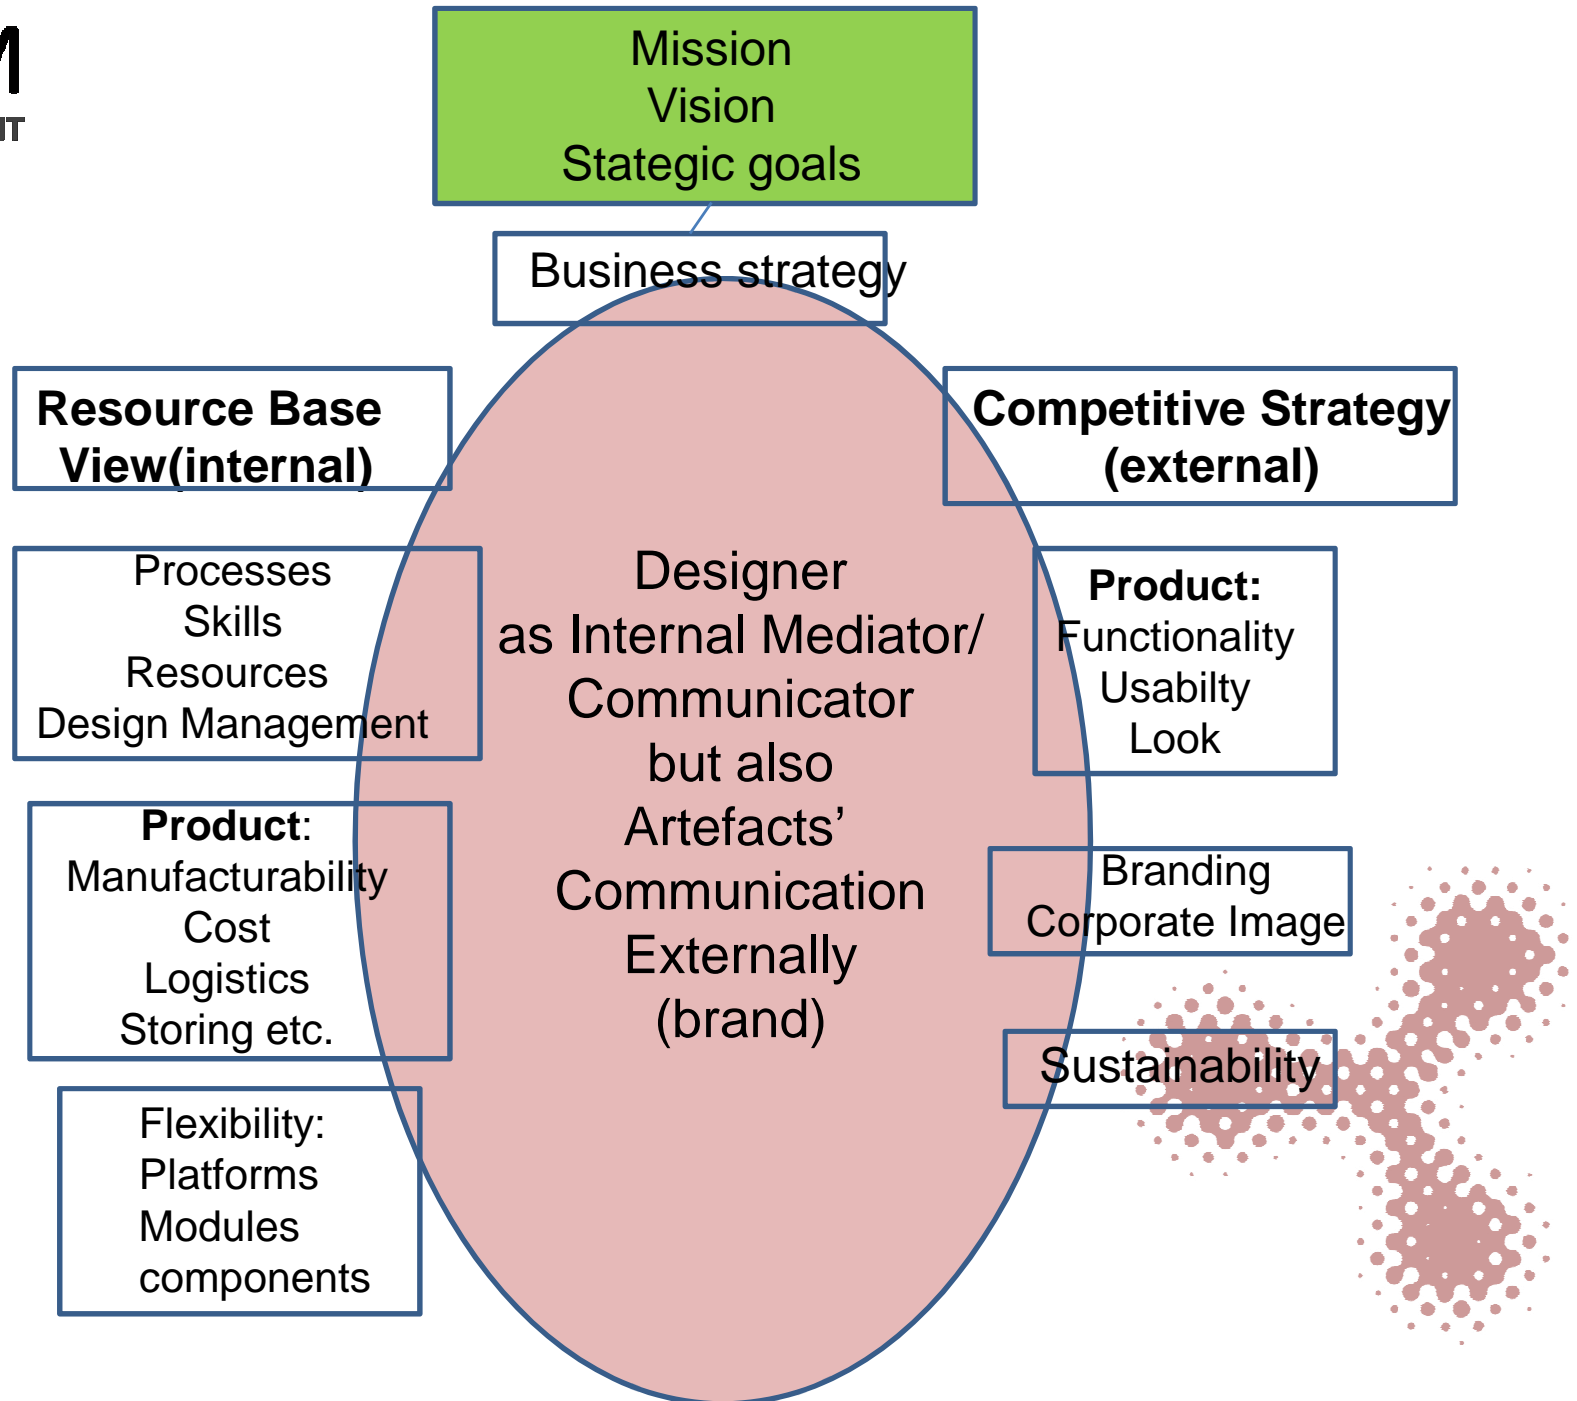 M
IT
Mission
Vision
Stategic goals
Business strategy
Resource Base
View(internal)
Competitive Strategy
(external)
Processes
Skills
Resources
Design Management
Product:
Manufacturability
Cost
Logistics
Storing etc.
Flexibility:
Platforms
Modules
components
Designer
as Internal Mediator/
Communicator
but also
Artefacts’
Communication
Externally
(brand)
Product:
Functionality
Usabilty
Look
Branding
Corporate Image
Sustainability